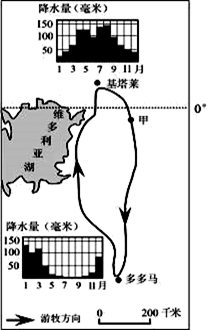 降水量（毫米）
150
100
50
1 3 5 7 9 11月
基塔莱
0°
甲
维多利亚湖
降水量（毫米）
150
100
50
1 3 5 7 9 11月
多多马
游牧方向
0 200 千米